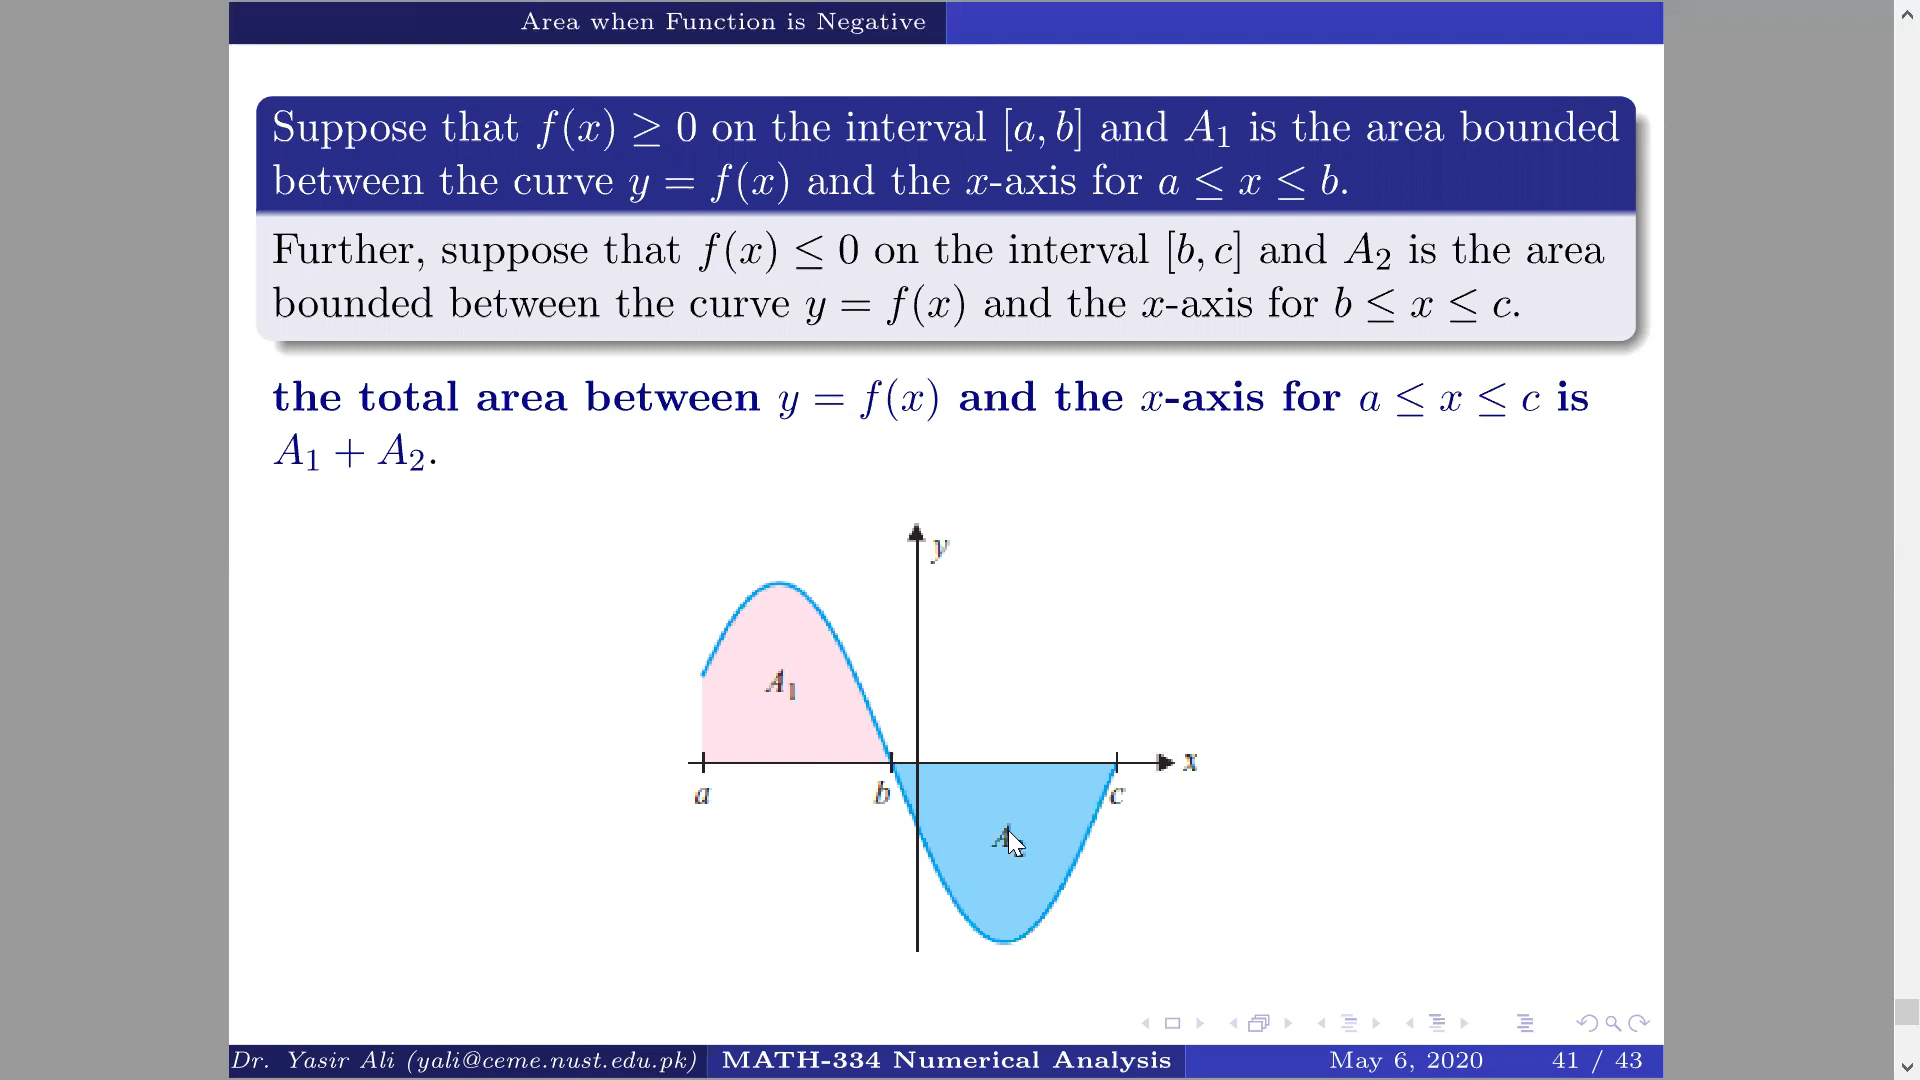 Area when Function is Negative
Suppose that f(x) ≥ 0 on the interval [a, b] and A₁ is the area bounded
between the curve y = f(x) and the x-axis for a ≤ x ≤ b.
Further, suppose that f(x) ≤ 0 on the interval [b, c] and A₂ is the area
bounded between the curve y = f(x) and the x-axis for b ≤ x ≤ c.
the total area between y = f(x) and the x-axis for a ≤ x ≤ c is
A₁ + A₂.
y
A₁
x
a b c
A
Dr. Yasir Ali (yali@ceme.nust.edu.pk) MATH-334 Numerical Analysis May 6, 2020 41 / 43